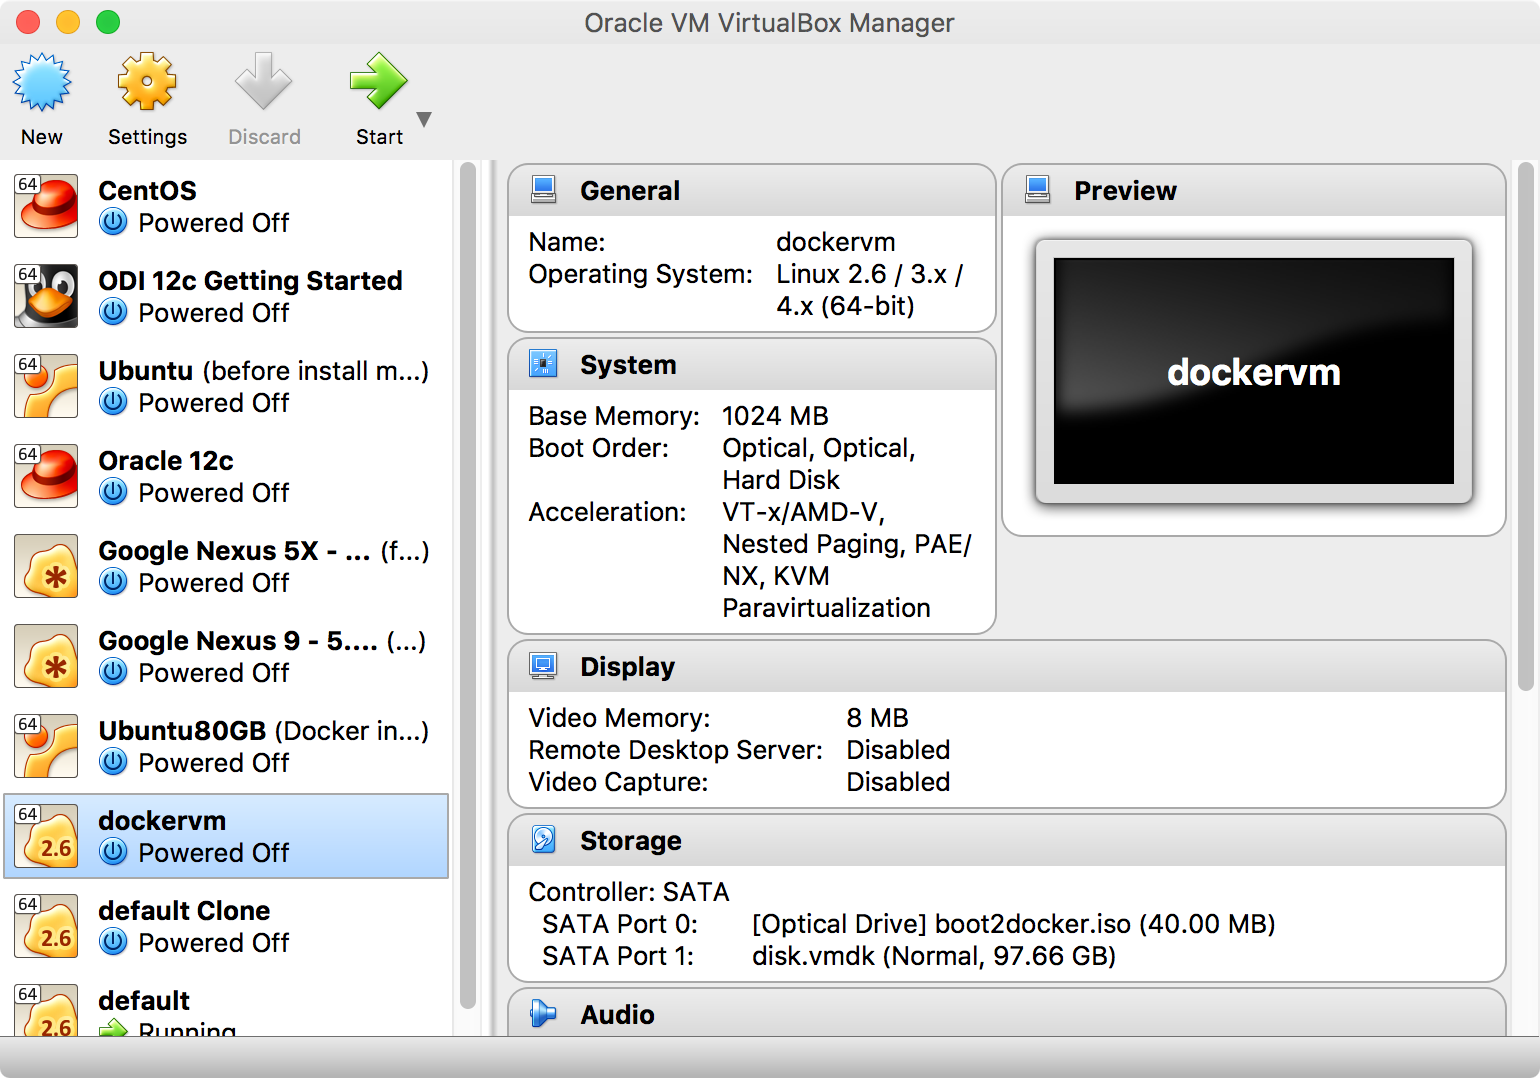 Oracle VM VirtualBox Manager
New
Settings
Discard
Start
64
CentOS
Powered Off
64
ODI 12c Getting Started
Powered Off
64
Ubuntu (before install m...)
Powered Off
64
Oracle 12c
Powered Off
Google Nexus 5X - ... (f...)
Powered Off
Google Nexus 9 - 5.... (...)
Powered Off
64
Ubuntu80GB (Docker in...)
Powered Off
64
2.6
dockervm
Powered Off
64
2.6
default Clone
Powered Off
64
2.6
default
Running
General
Name: dockervm
Operating System: Linux 2.6 / 3.x /
4.x (64-bit)
System
Base Memory: 1024 MB
Boot Order: Optical, Optical,
Hard Disk
Acceleration: VT-x/AMD-V,
Nested Paging, PAE/
NX, KVM
Paravirtualization
Preview
dockervm
Display
Video Memory: 8 MB
Remote Desktop Server: Disabled
Video Capture: Disabled
Storage
Controller: SATA
SATA Port 0: [Optical Drive] boot2docker.iso (40.00 MB)
SATA Port 1: disk.vmdk (Normal, 97.66 GB)
Audio